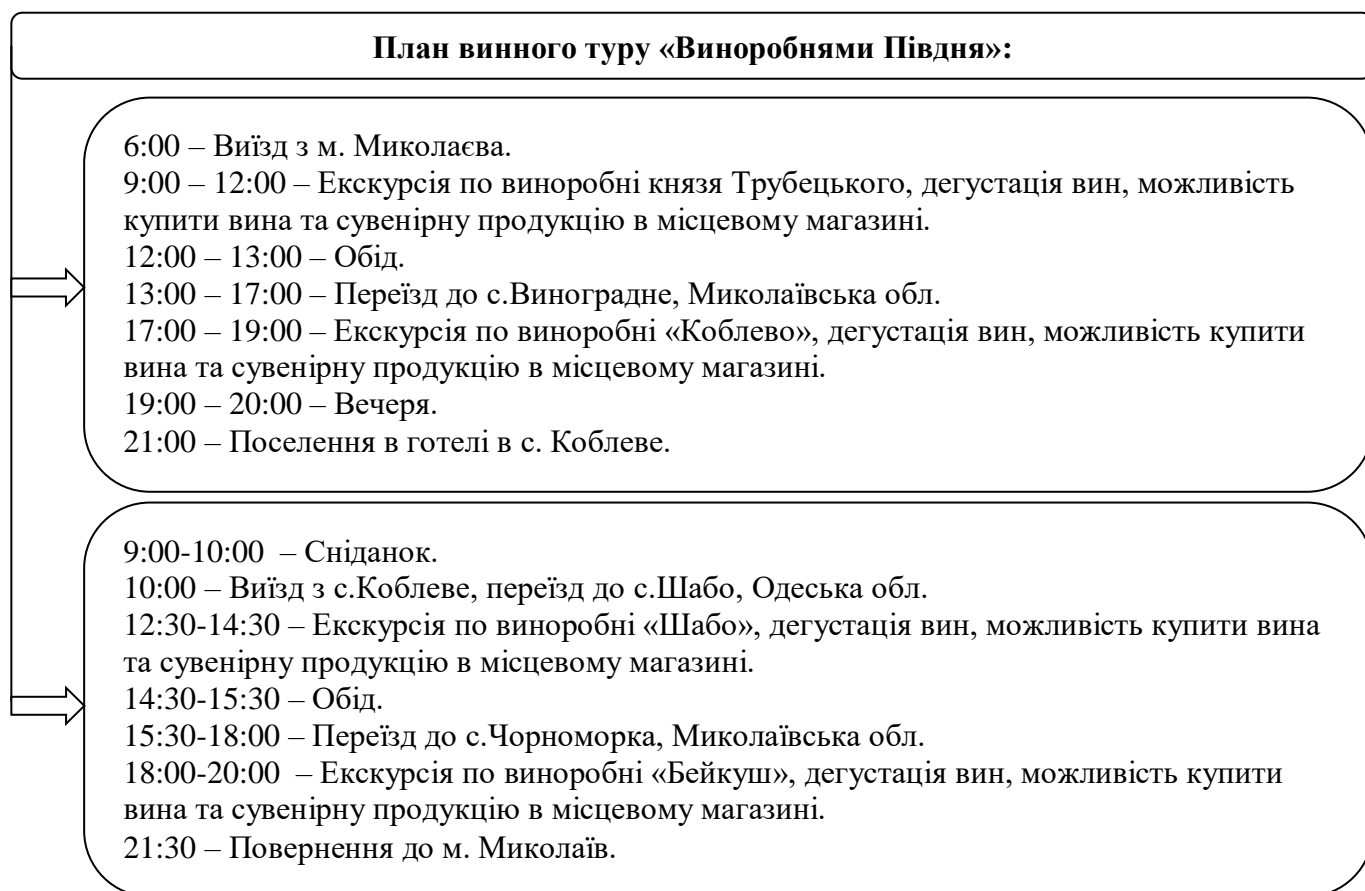 План винного туру «Виноробнями Півдня»:
6:00 – Виїзд з м. Миколаєва.
9:00 – 12:00 – Екскурсія по виноробні князя Трубецького, дегустація вин, можливість
купити вина та сувенірну продукцію в місцевому магазині.
12:00 – 13:00 – Обід.
13:00 – 17:00 – Переїзд до с.Виноградне, Миколаївська обл.
17:00 – 19:00 – Екскурсія по виноробні «Коблево», дегустація вин, можливість купити
вина та сувенірну продукцію в місцевому магазині.
19:00 – 20:00 – Вечеря.
21:00 – Поселення в готелі в с. Коблеве.
9:00-10:00 – Сніданок.
10:00 – Виїзд з с.Коблеве, переїзд до с.Шабо, Одеська обл.
12:30-14:30 – Екскурсія по виноробні «Шабо», дегустація вин, можливість купити вина
та сувенірну продукцію в місцевому магазині.
14:30-15:30 – Обід.
15:30-18:00 – Переїзд до с.Чорноморка, Миколаївська обл.
18:00-20:00 – Екскурсія по виноробні «Бейкуш», дегустація вин, можливість купити
вина та сувенірну продукцію в місцевому магазині.
21:30 – Повернення до м. Миколаїв.